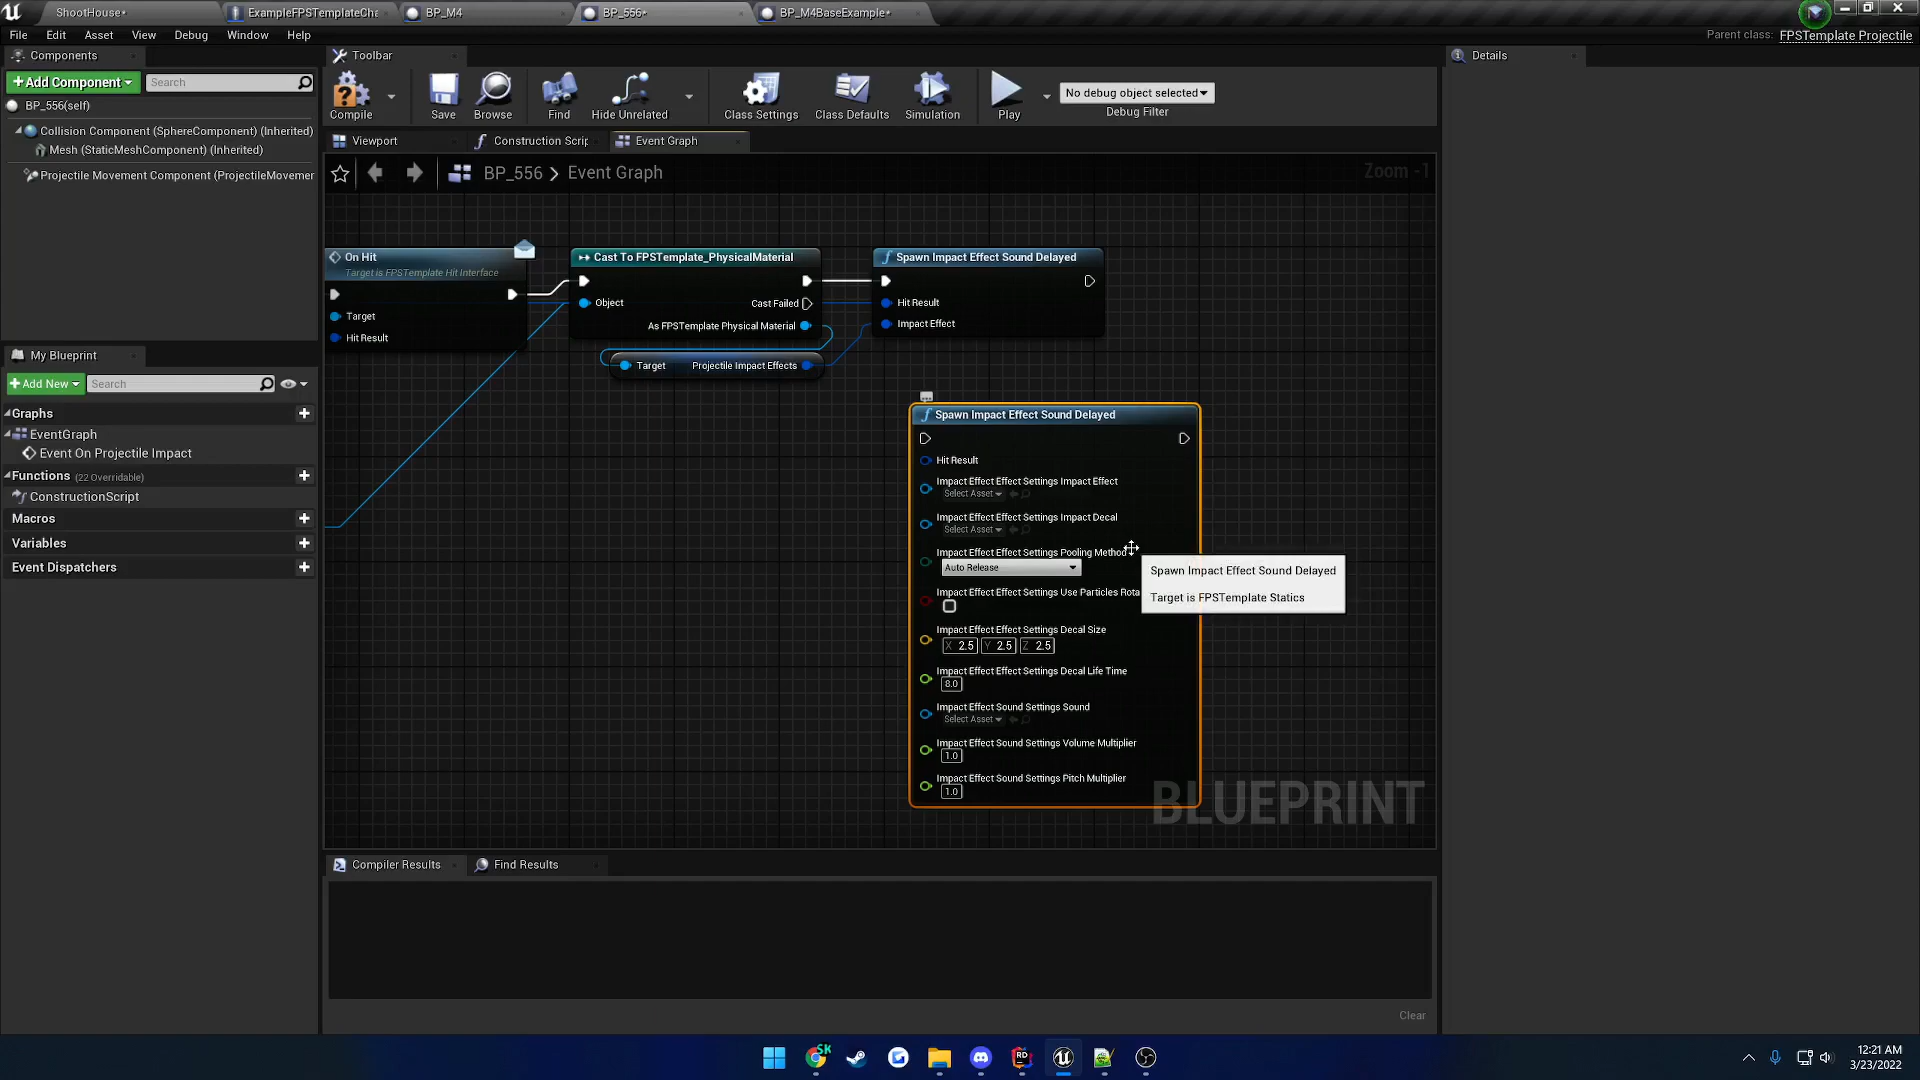 ShootHouse*
ExampleFPSTemplateCha
BP_M4
BP_556*
BP_M4BaseExample*
File
Edit
Asset
View
Debug
Window
Help
Parent class: FPSTemplate Projectile
Components
+Add Component
Search
BP_556(self)
Collision Component (SphereComponent) (Inherited)
Mesh (StaticMeshComponent) (Inherited)
Projectile Movement Component (ProjectileMovemer
Toolbar
Compile
Save
Browse
Find
Hide Unrelated
Class Settings
Class Defaults
Simulation
Play
No debug object selected
Debug Filter
Details
Viewport
Construction Scrip
Event Graph
BP_556 > Event Graph
Zoom -1
On Hit
Target is FPSTemplate Hit Interface
Target
Hit Result
Cast To FPSTemplate_PhysicalMaterial
Object
Cast Failed
As FPSTemplate Physical Material
Target
Projectile Impact Effects
Spawn Impact Effect Sound Delayed
Hit Result
Impact Effect
Spawn Impact Effect Sound Delayed
Hit Result
Impact Effect Effect Settings Impact Effect
Select Asset
Impact Effect Effect Settings Impact Decal
Select Asset
Impact Effect Effect Settings Pooling Method
Auto Release
Impact Effect Effect Settings Use Particles Rota
Impact Effect Effect Settings Decal Size
X 2.5 Y 2.5 Z 2.5
Impact Effect Effect Settings Decal Life Time
8.0
Impact Effect Sound Settings Sound
Select Asset
Impact Effect Sound Settings Volume Multiplier
1.0
Impact Effect Sound Settings Pitch Multiplier
1.0
Spawn Impact Effect Sound Delayed
Target is FPSTemplate Statics
BLUEPRINT
My Blueprint
+Add New
Search
Graphs
EventGraph
Event On Projectile Impact
Functions (22 Overridable)
ConstructionScript
Macros
Variables
Event Dispatchers
Compiler Results
Find Results
Clear
SK
RD
12:21 AM
3/23/2022